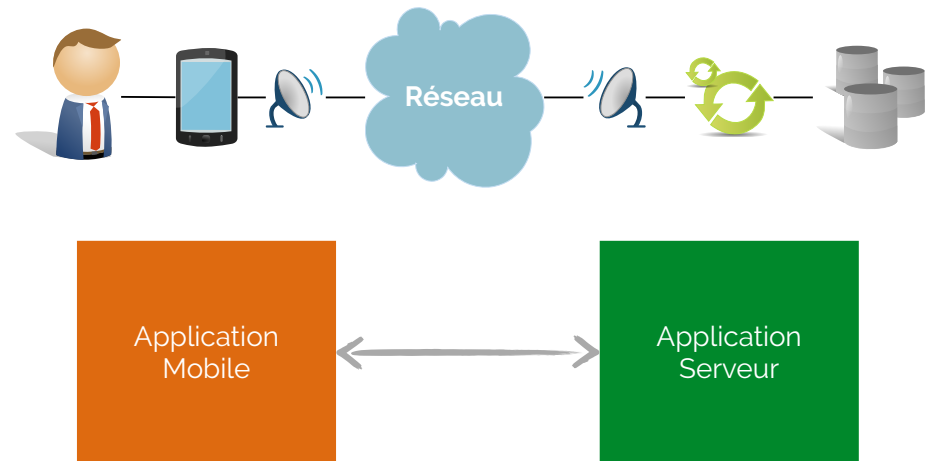 Réseau
Application
Mobile
Application
Serveur